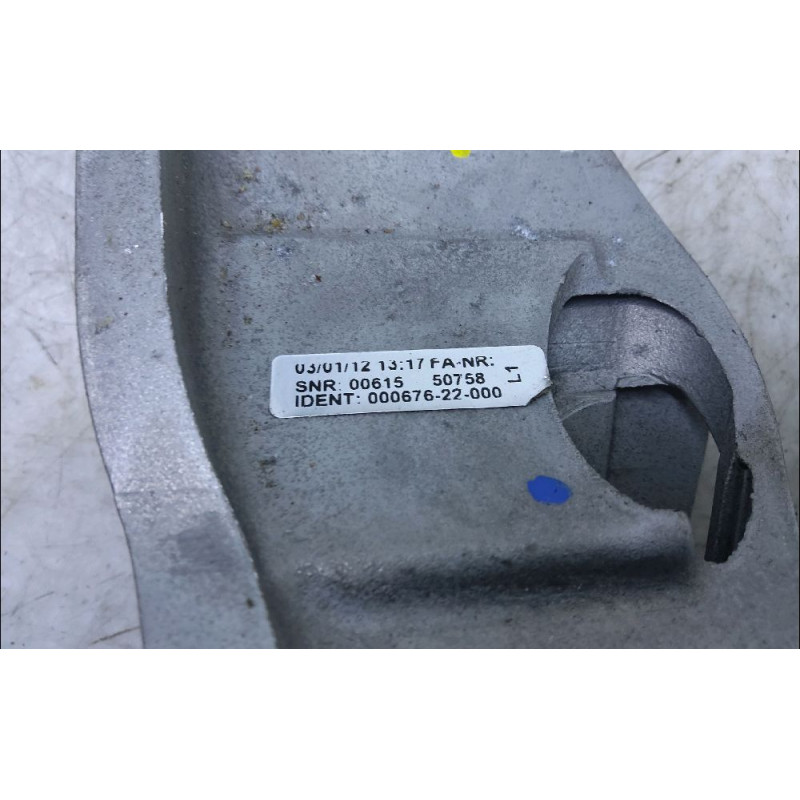 03/01/12 13:17 FA-NR:
SNR: 00615 50758
IDENT: 000676-22-000
L1